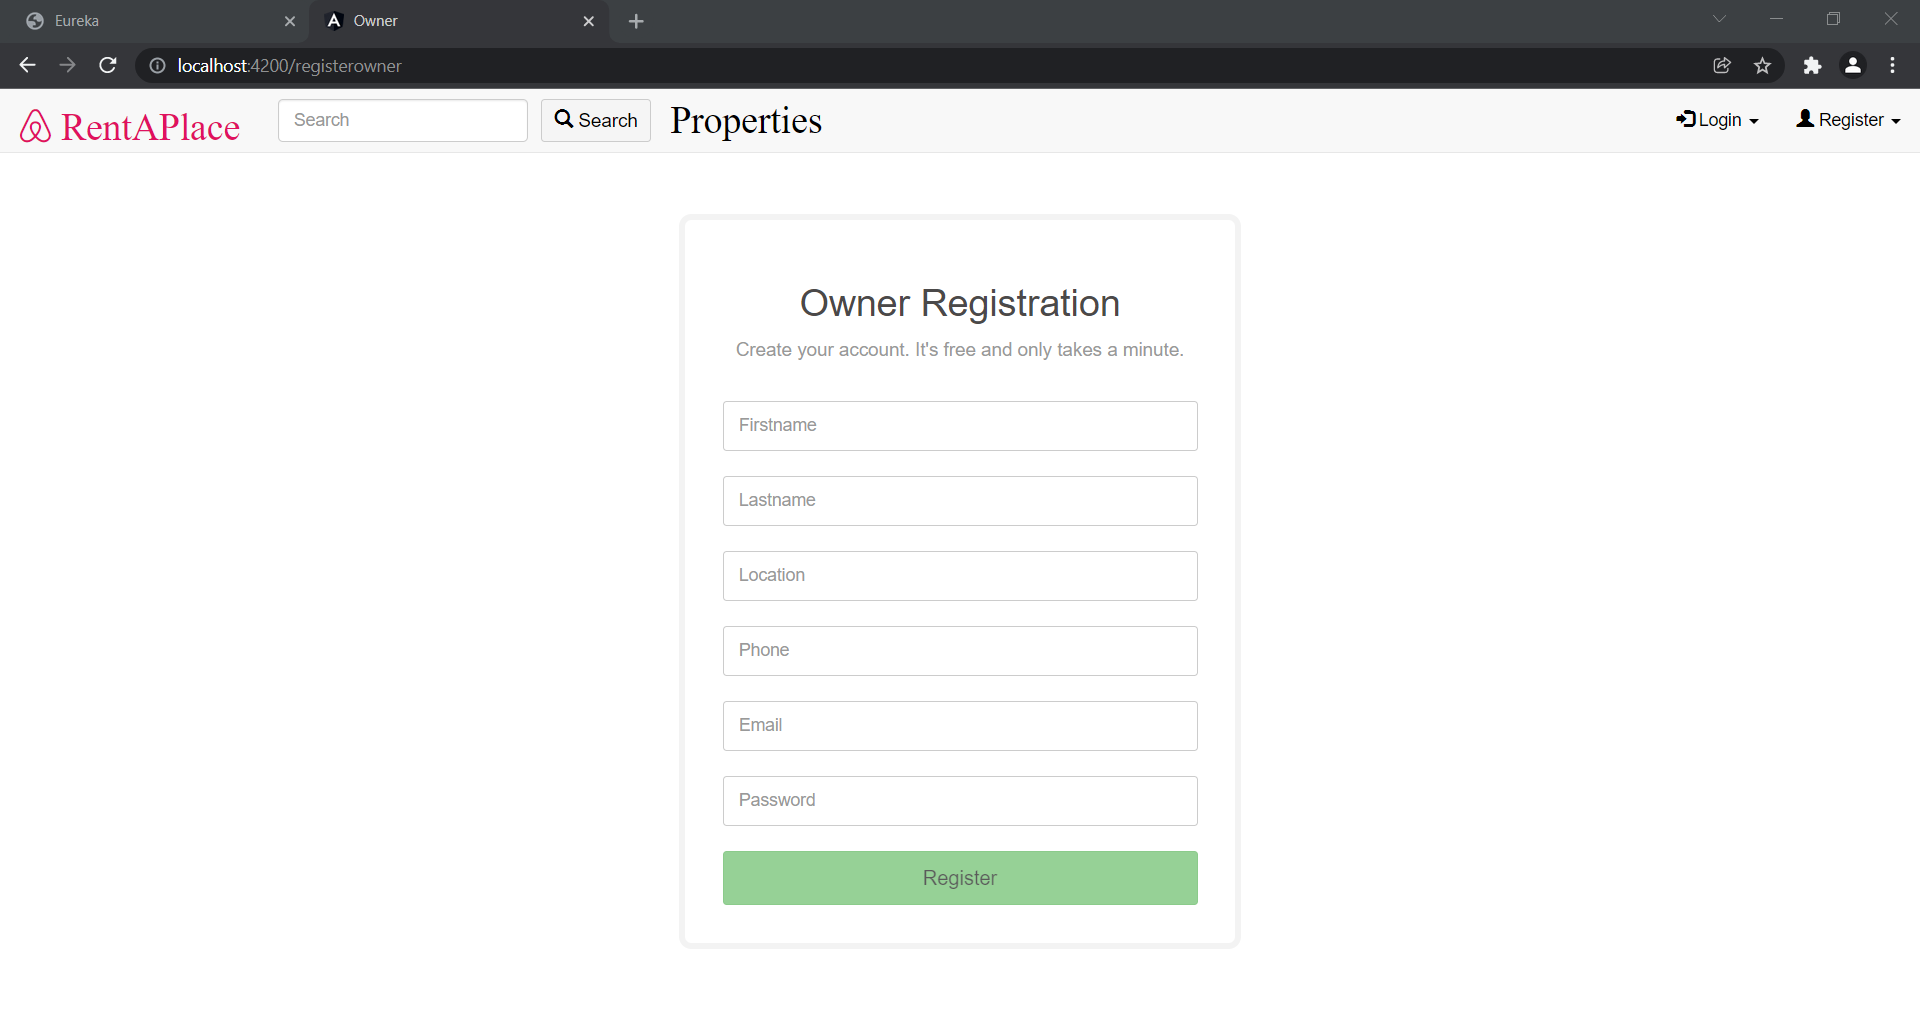 Eureka
Owner
localhost:4200/registerowner
RentAPlace
Search
Search
Properties
Login
Register
Owner Registration
Create your account. It's free and only takes a minute.
Firstname
Lastname
Location
Phone
Email
Password
Register